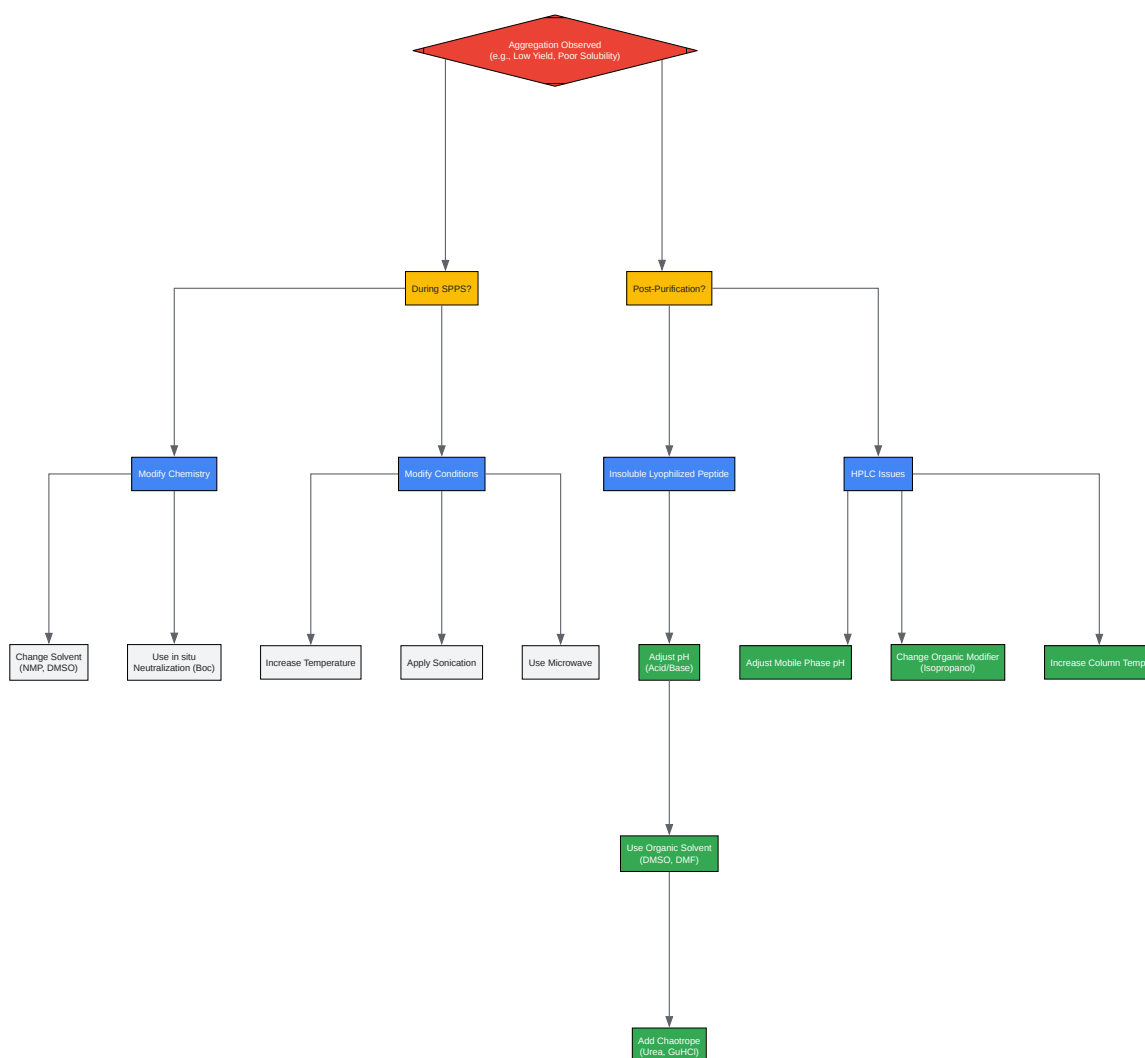 Aggregation Observed
(e.g., Low Yield, Poor Solubility)
During SPPS?
Post-Purification?
Modify Chemistry
Modify Conditions
Insoluble Lyophilized Peptide
HPLC Issues
Change Solvent
(NMP, DMSO)
Use in situ
Neutralization (Boc)
Increase Temperature
Apply Sonication
Use Microwave
Adjust pH
(Acid/Base)
Adjust Mobile Phase pH
Change Organic Modifier
(Isopropanol)
Increase Column Temp
Use Organic Solvent
(DMSO, DMF)
Add Chaotrope
(Urea, GuHCl)